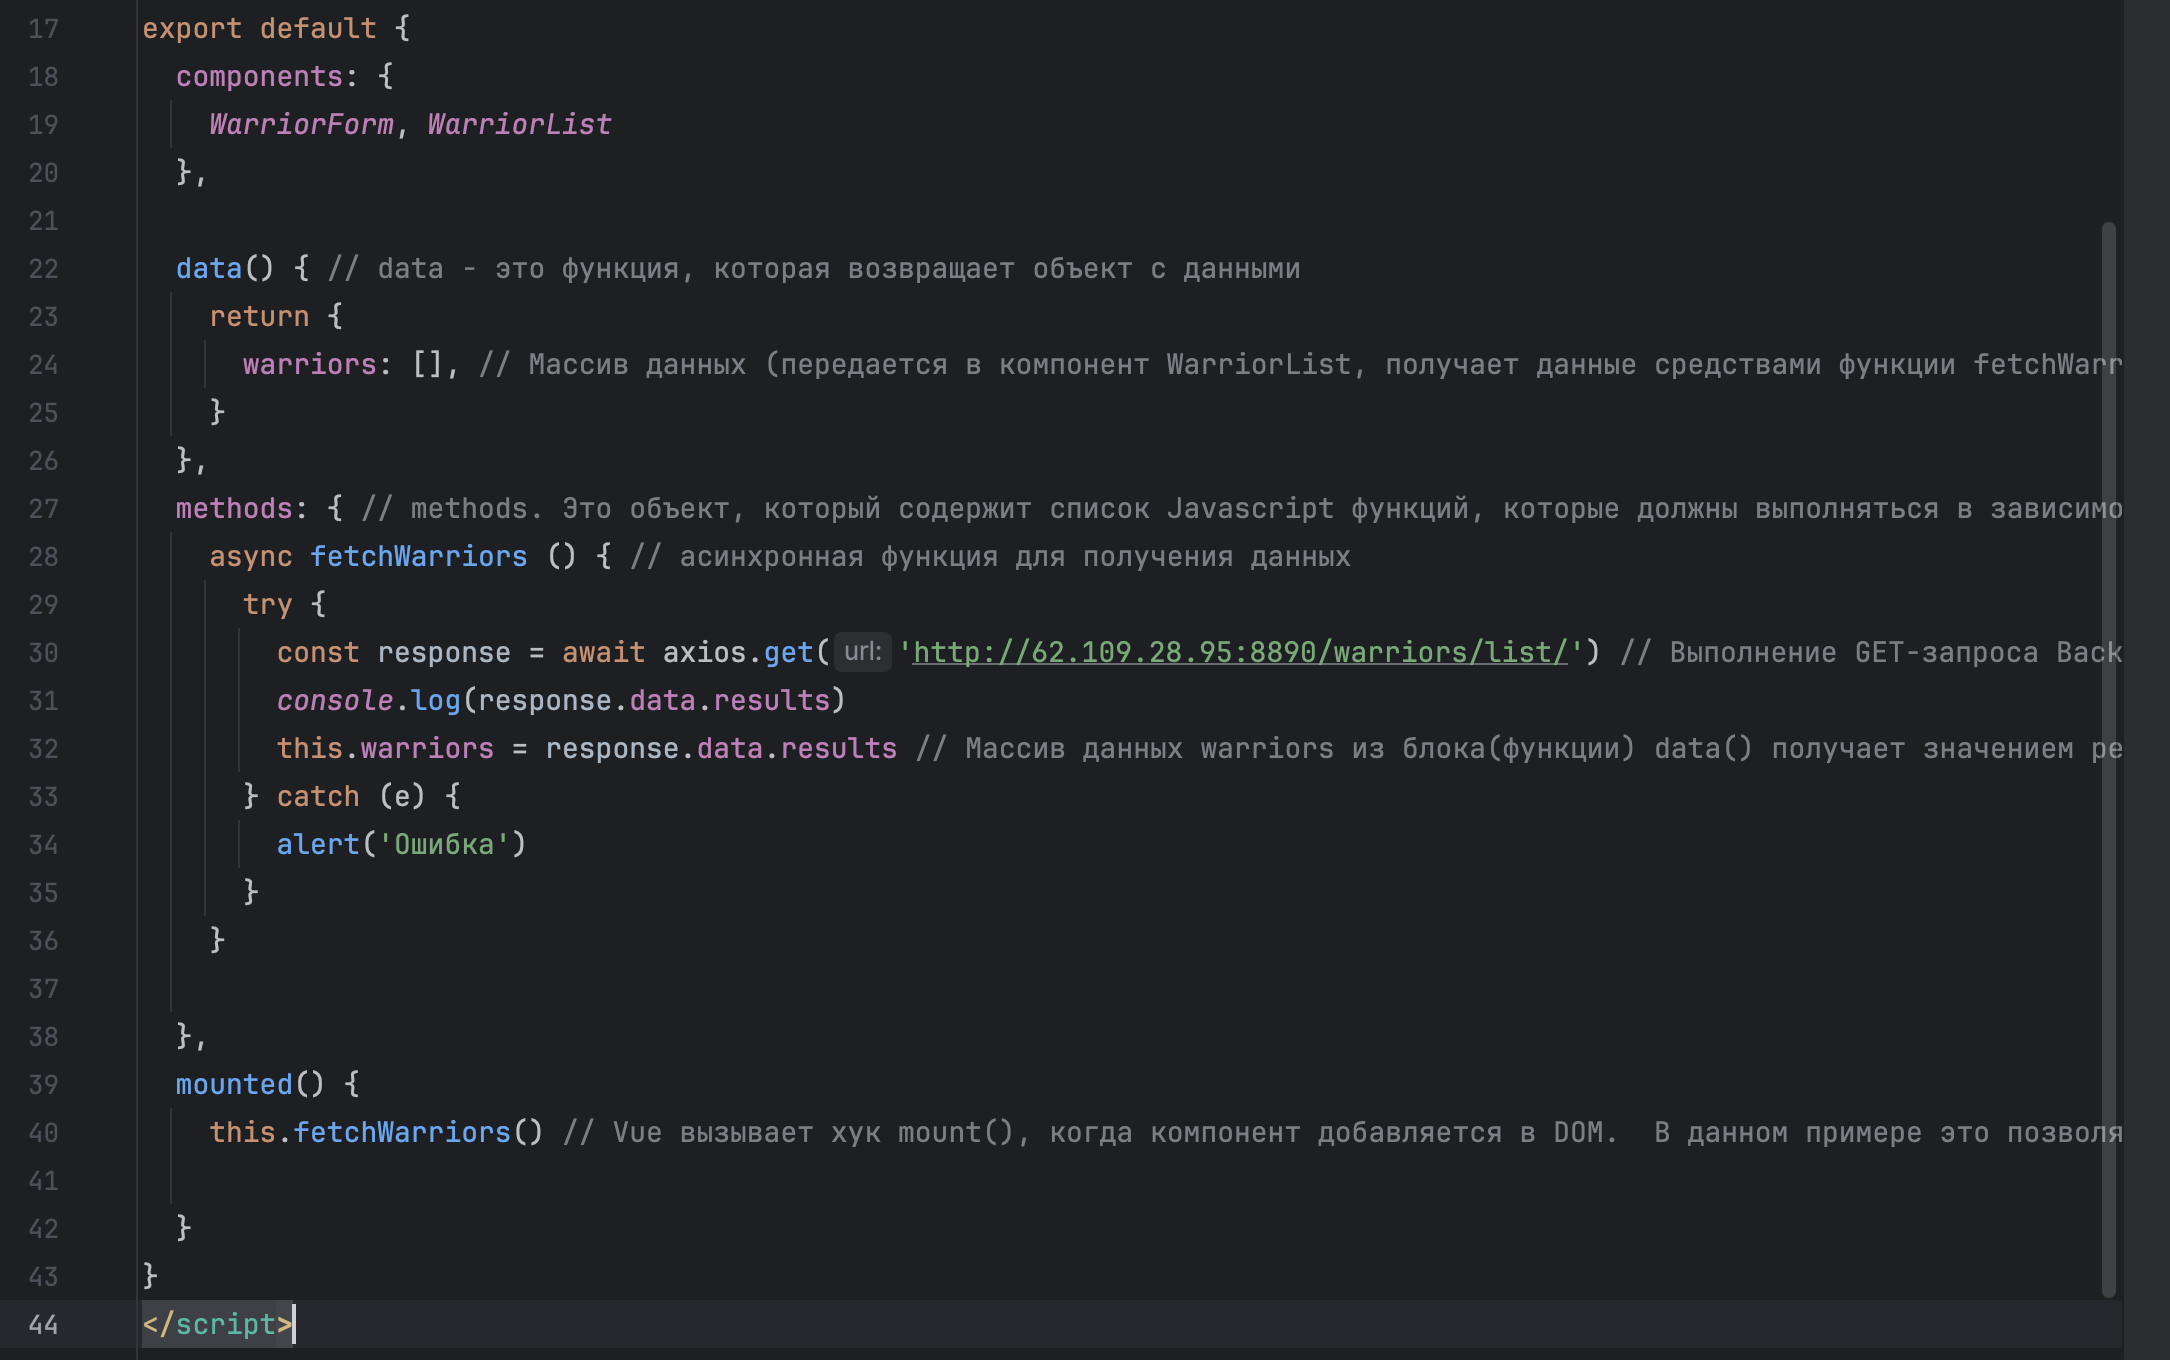 17 export default {
18 components: {
19 WarriorForm, WarriorList
20 },
21
22 data() { // data - это функция, которая возвращает объект с данными
23 return {
24 warriors: [], // Массив данных (передается в компонент WarriorList, получает данные средствами функции fetchWarr
25 }
26 },
27 methods: { // methods. Это объект, который содержит список Javascript функций, которые должны выполняться в зависимо
28 async fetchWarriors () { // асинхронная функция для получения данных
29 try {
30 const response = await axios.get( url: 'http://62.109.28.95:8890/warriors/list/') // Выполнение GET-запроса Back
31 console.log(response.data.results)
32 this.warriors = response.data.results // Массив данных warriors из блока(функции) data() получает значением ре
33 } catch (e) {
34 alert('Ошибка')
35 }
36 }
37
38 },
39 mounted() {
40 this.fetchWarriors() // Vue вызывает хук mount(), когда компонент добавляется в DOM.  В данном примере это позволя
41
42 }
43 }
44 </script>